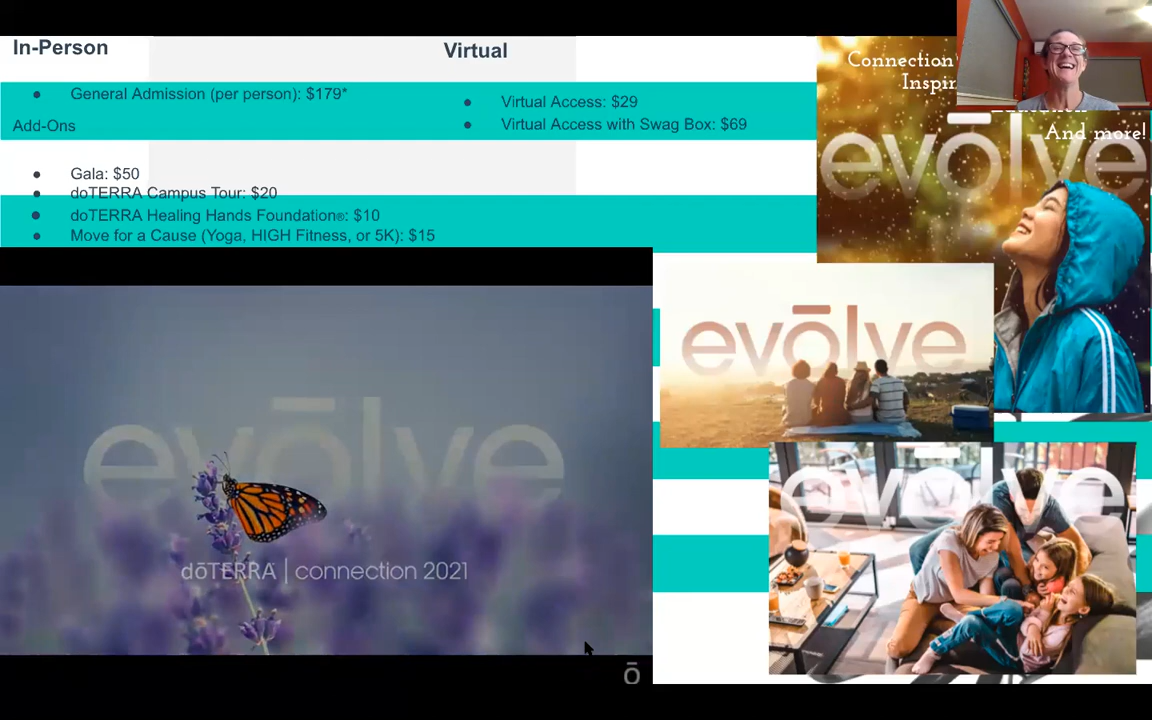 In-Person
General Admission (per person): $179*
Add-Ons
Gala: $50
doTERRA Campus Tour: $20
doTERRA Healing Hands Foundation®: $10
Move for a Cause (Yoga, HIGH Fitness, or 5K): $15
Virtual
Virtual Access: $29
Virtual Access with Swag Box: $69
Connection
Inspir
And more!
evōlve
evōlve
evōlve
dōTERRA | connection 2021
ō
evolve